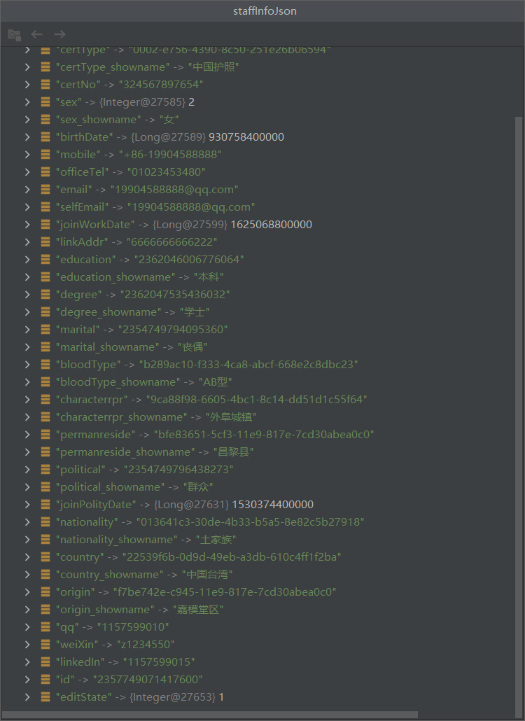 staffInfoJson
"certType" -> "0002-e756-4390-8c50-251e26b06594"
"certType_showname" -> "中国护照"
"certNo" -> "324567897654"
"sex" -> {Integer@27585} 2
"sex_showname" -> "女"
"birthDate" -> {Long@27589} 930758400000
"mobile" -> "+86-19904588888"
"officeTel" -> "01023453480"
"email" -> "19904588888@qq.com"
"selfEmail" -> "19904588888@qq.com"
"joinWorkDate" -> {Long@27599} 1625068800000
"linkAddr" -> "6666666666222"
"education" -> "2362046006776064"
"education_showname" -> "本科"
"degree" -> "2362047535436032"
"degree_showname" -> "学士"
"marital" -> "2354749794095360"
"marital_showname" -> "丧偶"
"bloodType" -> "b289ac10-f333-4ca8-abcf-668e2c8dbc23"
"bloodType_showname" -> "AB型"
"characterrpr" -> "9ca88f98-6605-4bc1-8c14-dd51d1c55f64"
"characterrpr_showname" -> "外阜城镇"
"permanreside" -> "bfe83651-5cf3-11e9-817e-7cd30abea0c0"
"permanreside_showname" -> "昌黎县"
"political" -> "2354749796438273"
"political_showname" -> "群众"
"joinPolityDate" -> {Long@27631} 1530374400000
"nationality" -> "013641c3-30de-4b33-b5a5-8e82c5b27918"
"nationality_showname" -> "土家族"
"country" -> "22539f6b-0d9d-49eb-a3db-610c4ff1f2ba"
"country_showname" -> "中国台湾"
"origin" -> "f7be742e-c945-11e9-817e-7cd30abea0c0"
"origin_showname" -> "嘉模堂区"
"qq" -> "1157599010"
"weiXin" -> "z1234550"
"linkedIn" -> "1157599015"
"id" -> "2357749071417600"
"editState" -> {Integer@27653} 1